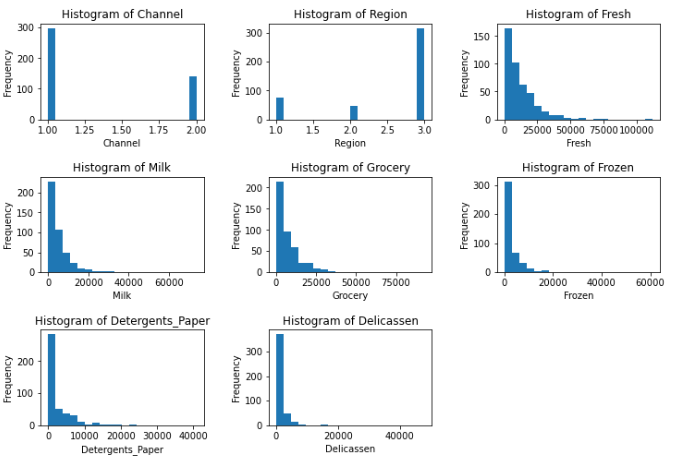 Histogram of Channel
300
200
100
0
Frequency
1.00 1.25 1.50 1.75 2.00
Channel
Histogram of Region
300
200
100
0
Frequency
1.0 1.5 2.0 2.5 3.0
Region
Histogram of Fresh
150
100
50
0
Frequency
0 25000 50000 75000 100000
Fresh
Histogram of Milk
200
150
100
50
0
Frequency
0 20000 40000 60000
Milk
Histogram of Grocery
200
150
100
50
0
Frequency
0 25000 50000 75000
Grocery
Histogram of Frozen
300
200
100
0
Frequency
0 20000 40000 60000
Frozen
Histogram of Detergents_Paper
200
100
0
Frequency
0 10000 20000 30000 40000
Detergents_Paper
Histogram of Delicassen
300
200
100
0
Frequency
0 20000 40000
Delicassen